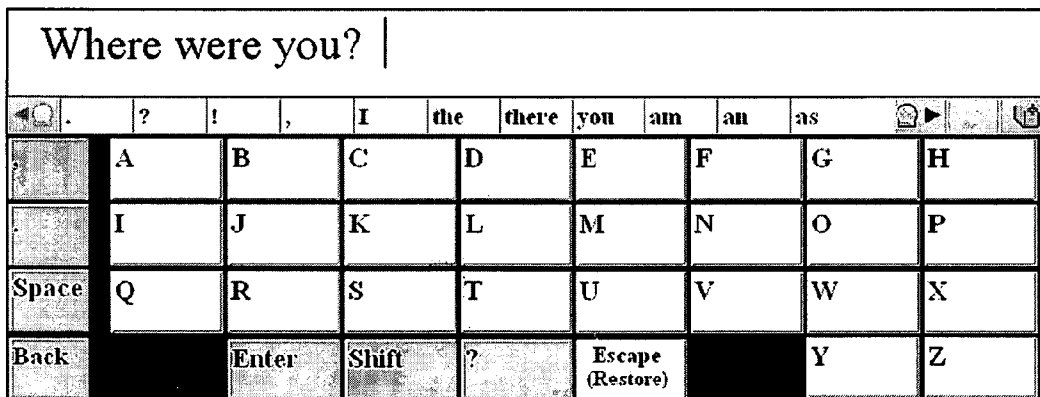 Where were you?
. ? ! , I the there you am an as
, A B C D E F G H
. I J K L M N O P
Space Q R S T U V W X
Back Enter Shift ? Escape Y Z
(Restore)